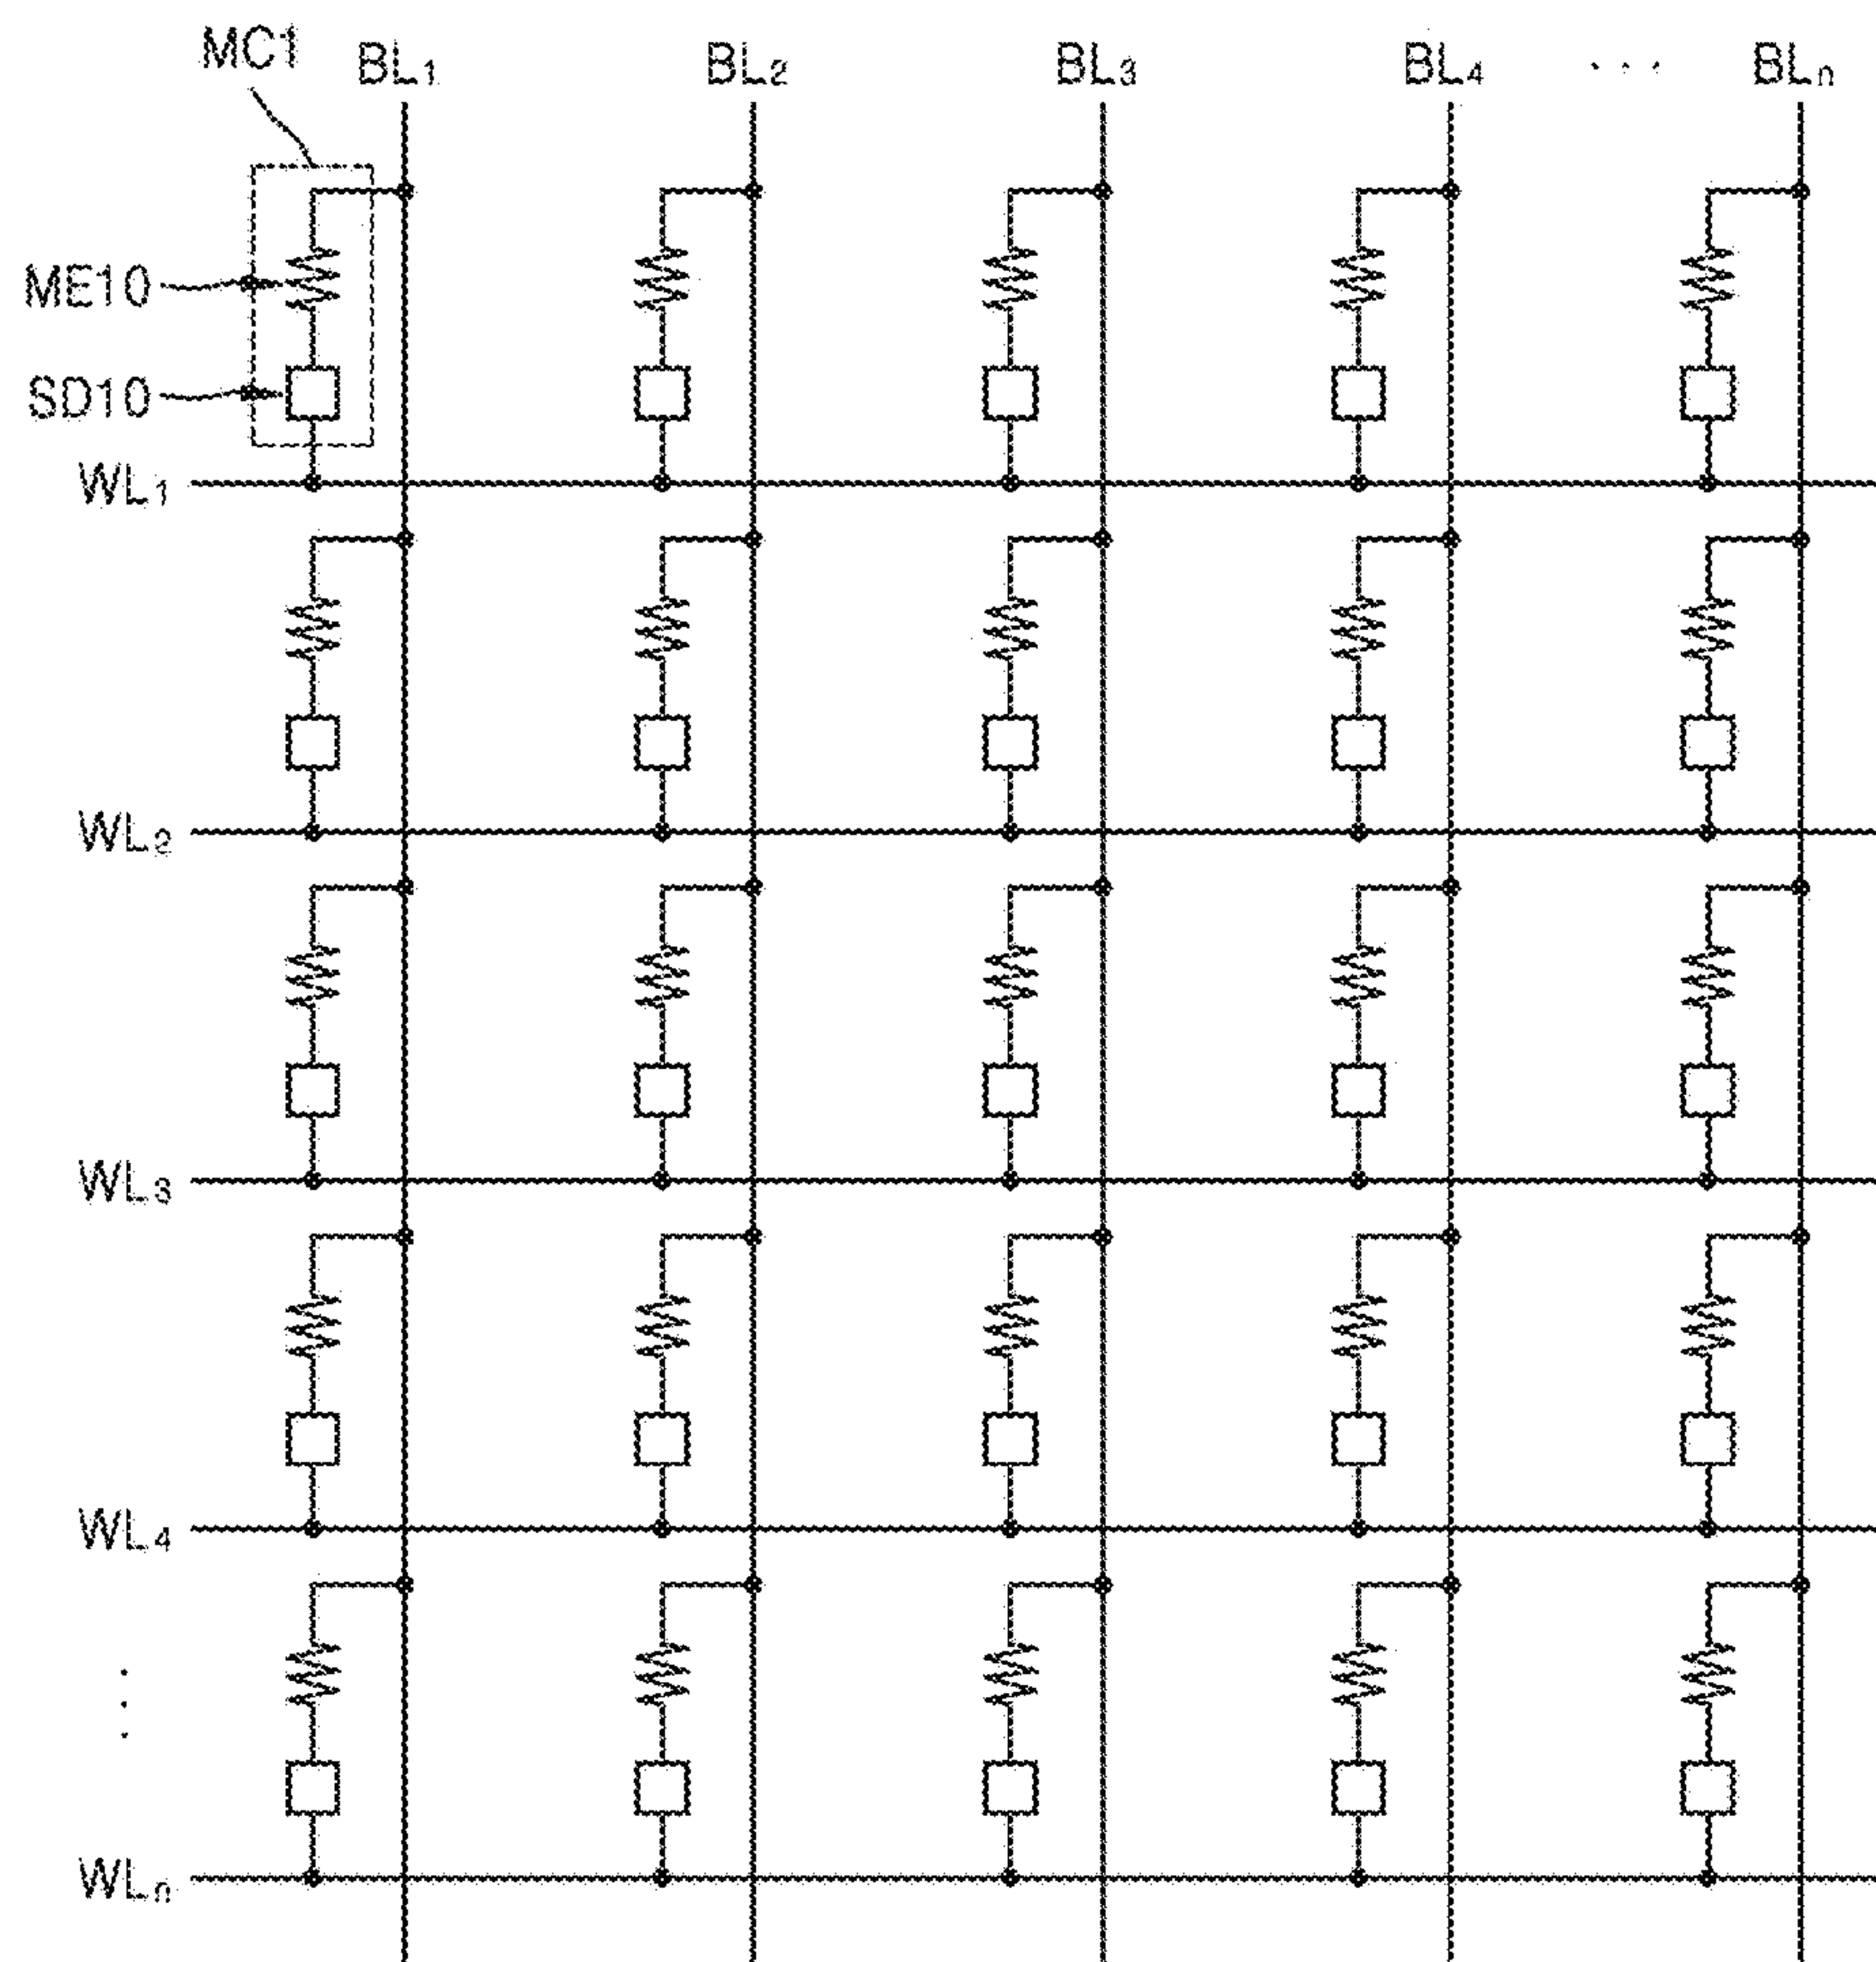 MC1 BL₁ BL₂ BL₃ BL₄ ··· BLₙ
ME10
SD10
WL₁
WL₂
WL₃
WL₄
⋮
WLₙ